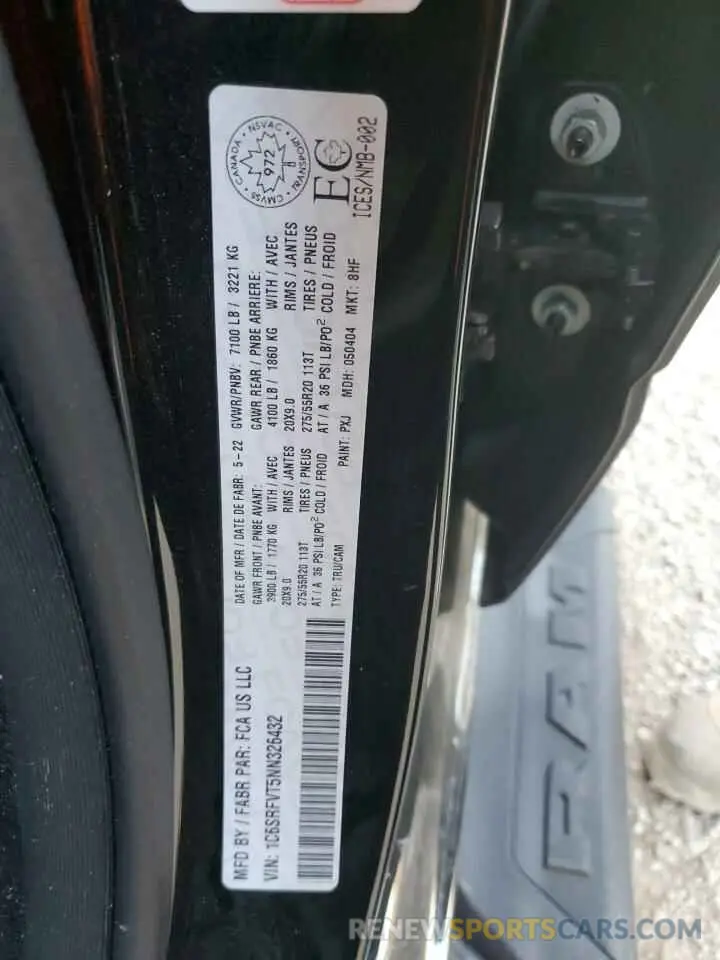 MFD BY / FABR PAR: FCA US LLC
VIN: 1C6SRFVT5NN326432
DATE OF MFR / DATE DE FABR: 5-22
GVWR/PNBV: 7100 LB / 3221 KG
GAWR FRONT / PNBE AVANT:
3900 LB / 1770 KG WITH / AVEC
20X9.0 RIMS / JANTES
275/55R20 113T TIRES / PNEUS
AT / A 36 PSI LB/PO² COLD / FROID
TYPE: TRU/CAM
GAWR REAR / PNBE ARRIERE:
4100 LB / 1860 KG WITH / AVEC
20X9.0 RIMS / JANTES
275/55R20 113T TIRES / PNEUS
AT / A 36 PSI LB/PO² COLD / FROID
PAINT: PXJ MDH: 050404 MKT: 8HF
CANADA • NSVAC • TRANSPORT • CMVSS
972
EC
ICES/NMB-002
RAM
RENEWSPORTSCARS.COM